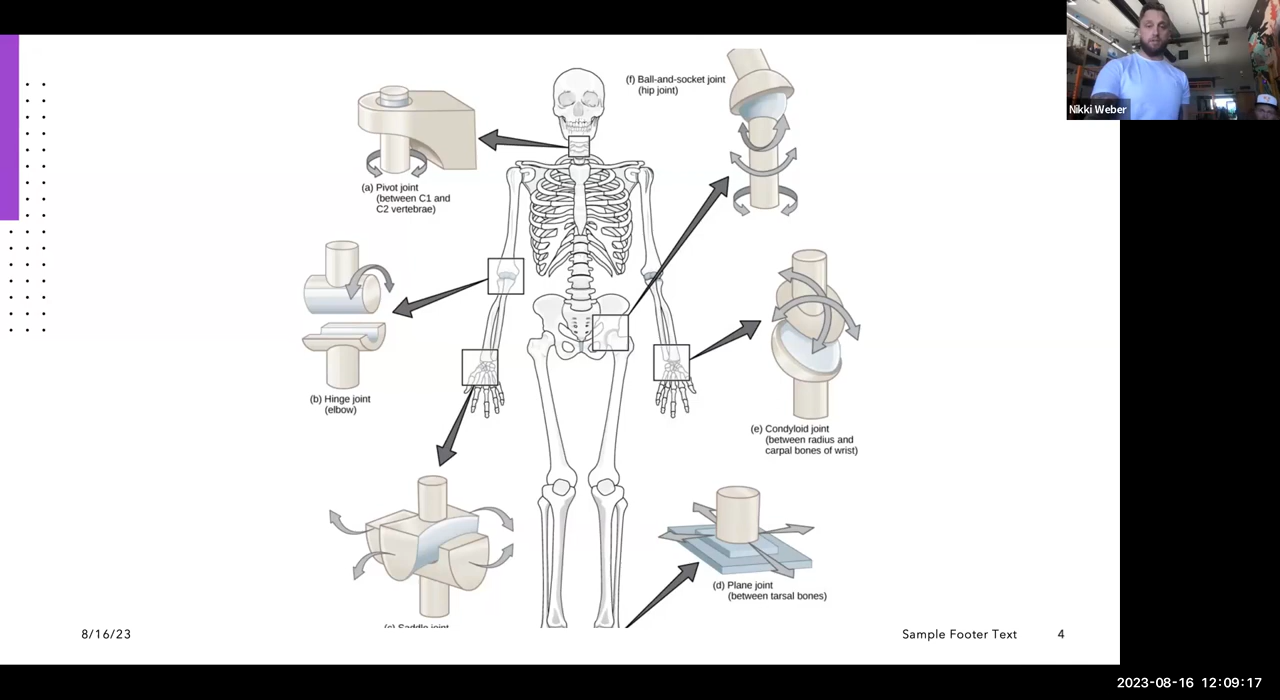 Nikki Weber
(f) Ball-and-socket joint
(hip joint)
(a) Pivot joint
(between C1 and
C2 vertebrae)
(b) Hinge joint
(elbow)
(e) Condyloid joint
(between radius and
carpal bones of wrist)
(d) Plane joint
(between tarsal bones)
(c) Saddle joint
8/16/23
Sample Footer Text
4
2023-08-16 12:09:17